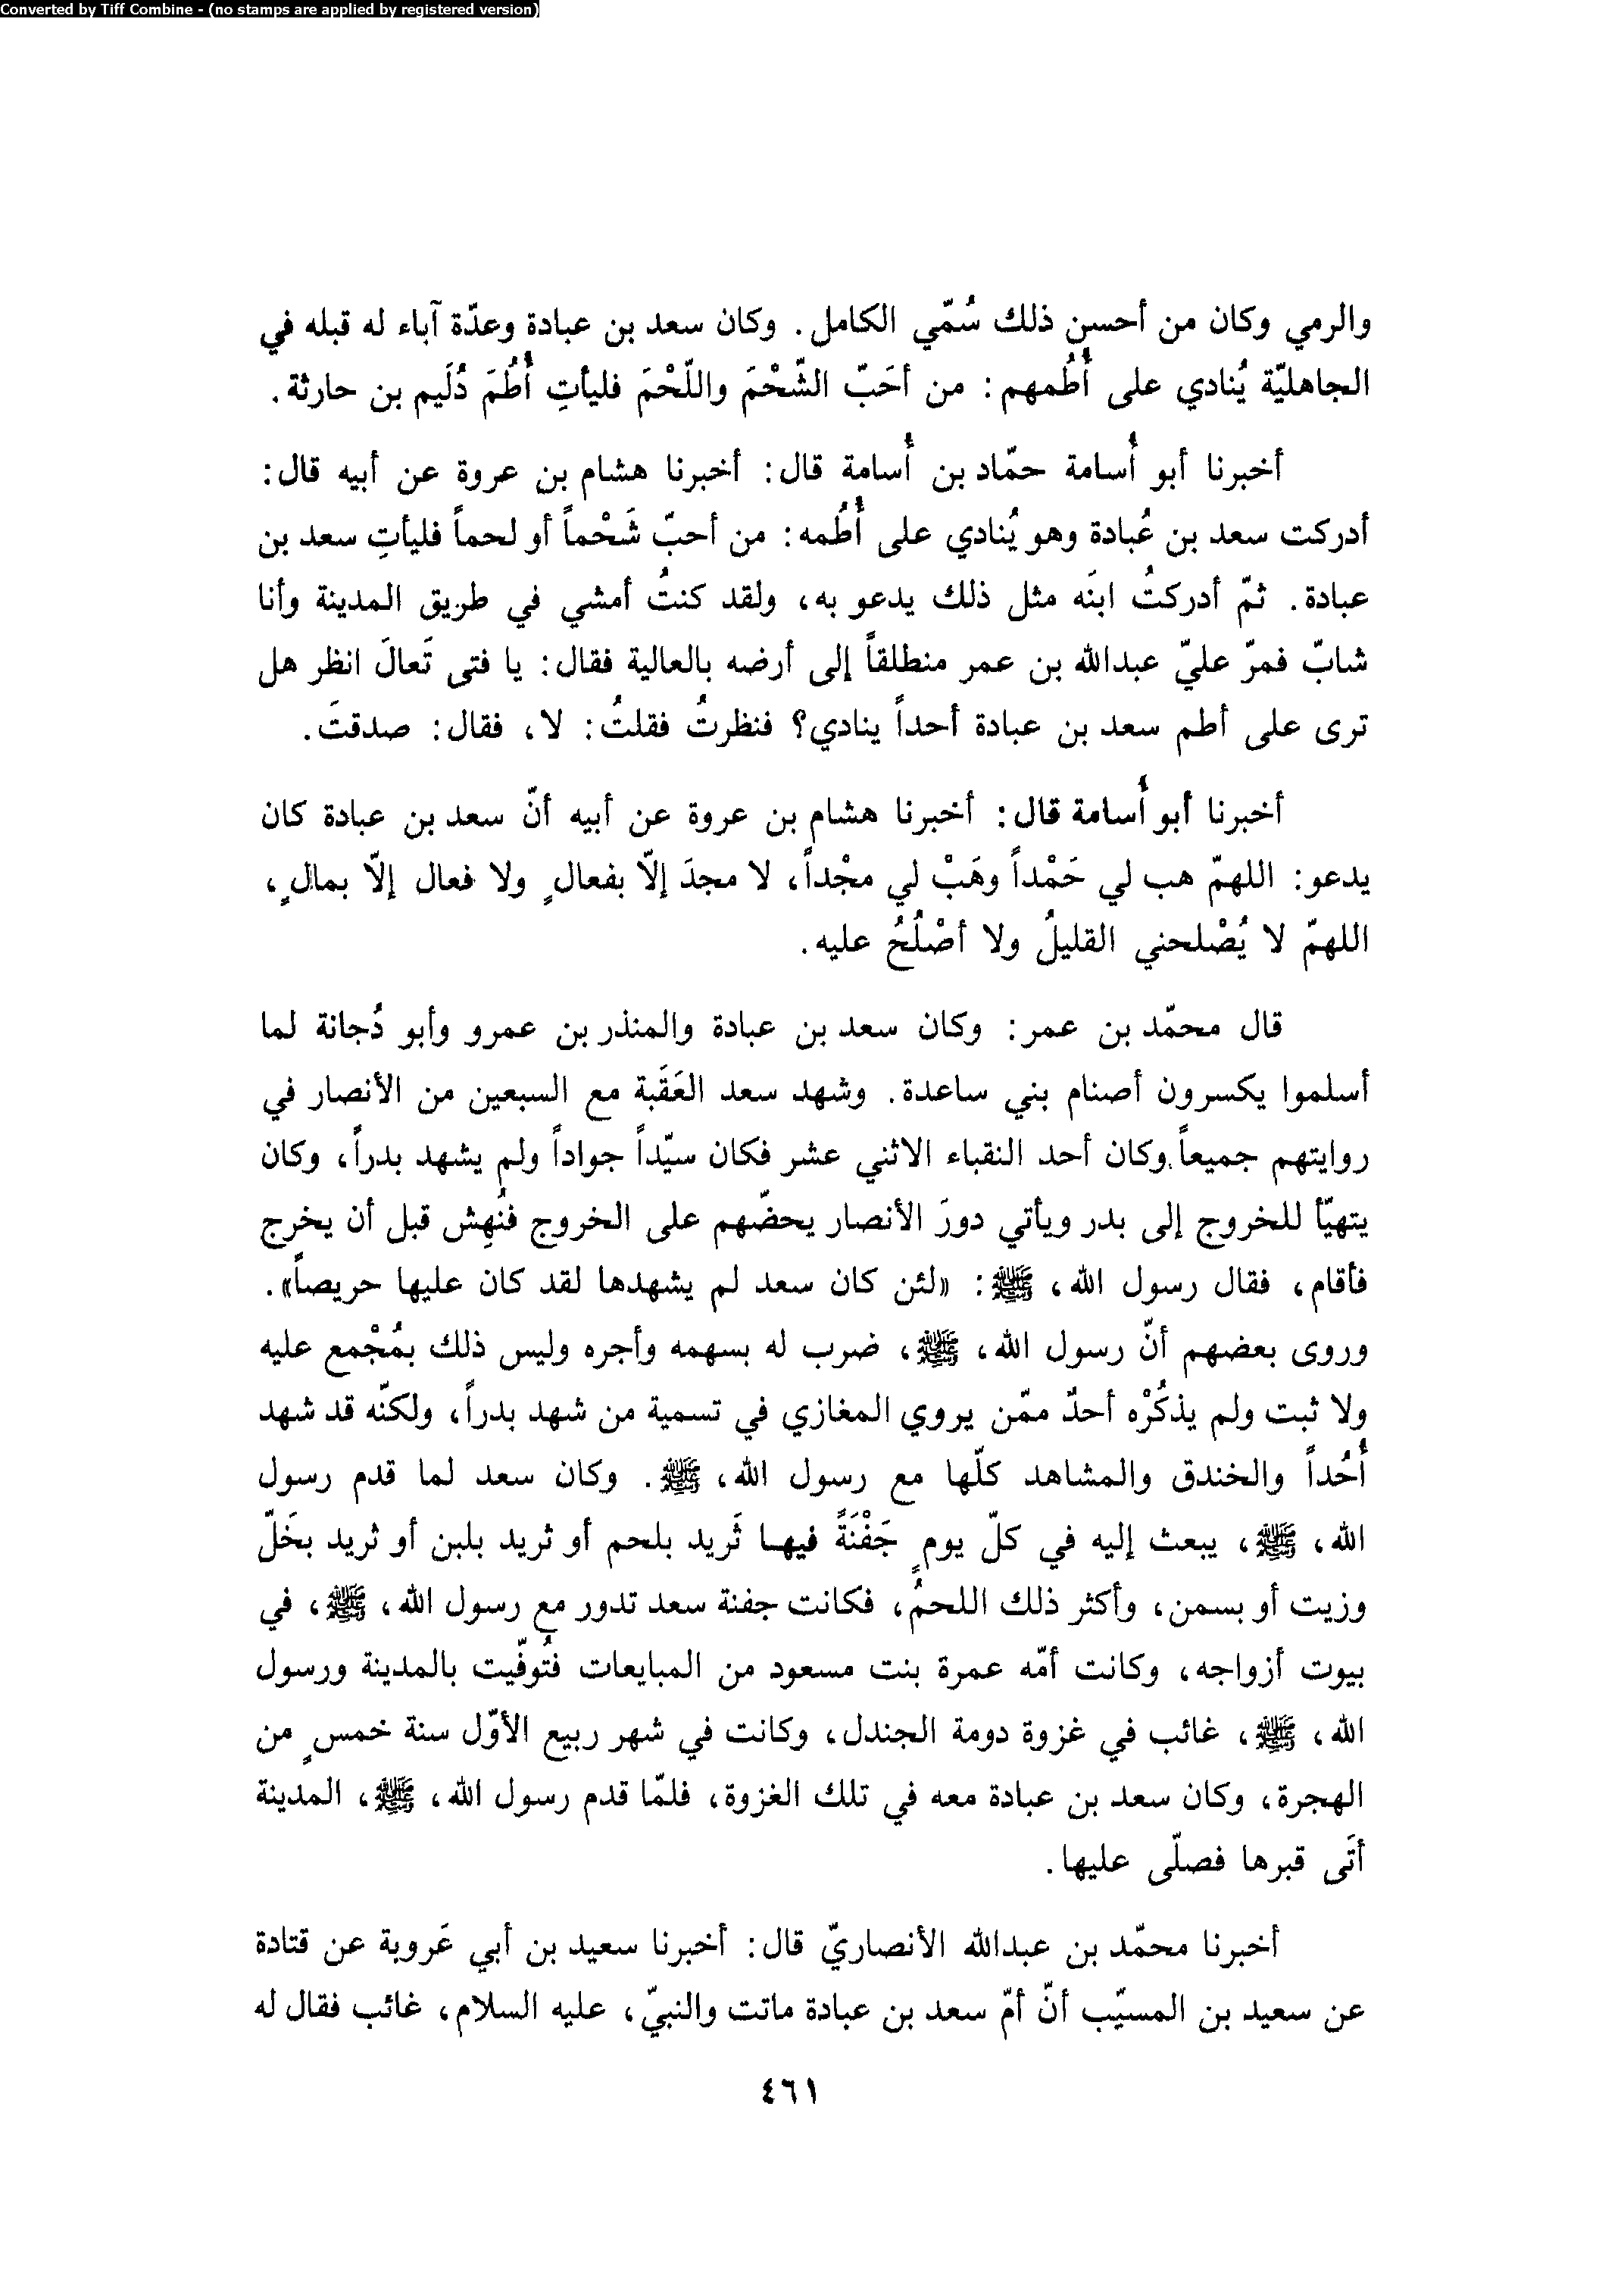 Converted by Tiff Combine - (no stamps are applied by registered version)
والرمي وكان من أحسن ذلك سُمّي الكامل. وكان سعد بن عبادة وعدّة آباء له قبله في
الجاهليّة يُنادي على أُطُمهم: من أحَبّ الشّحْمَ واللّحْمَ فليأتِ أُطُمَ دُلَيم بن حارثة.
أخبرنا أبو أُسامة حمّاد بن أُسامة قال: أخبرنا هشام بن عروة عن أبيه قال:
أدركت سعد بن عُبادة وهو يُنادي على أُطُمه: من أحبّ شَحْماً أو لحماً فليأتِ سعد بن
عبادة. ثمّ أدركتُ ابنَه مثل ذلك يدعو به، ولقد كنتُ أمشي في طريق المدينة وأنا
شابّ فمرّ عليّ عبدالله بن عمر منطلقاً إلى أرضه بالعالية فقال: يا فتى تَعالَ انظر هل
ترى على أطم سعد بن عبادة أحداً ينادي؟ فنظرتُ فقلتُ: لا، فقال: صدقتَ.
أخبرنا أبو أُسامة قال: أخبرنا هشام بن عروة عن أبيه أنّ سعد بن عبادة كان
يدعو: اللهمّ هب لي حَمْداً وهَبْ لي مجْداً، لا مجدَ إلاّ بفعالٍ ولا فعال إلاّ بمالٍ،
اللهمّ لا يُصْلحني القليلُ ولا أصْلُحُ عليه.
قال محمّد بن عمر: وكان سعد بن عبادة والمنذر بن عمرو وأبو دُجانة لما
أسلموا يكسرون أصنام بني ساعدة. وشهد سعد العَقَبة مع السبعين من الأنصار في
روايتهم جميعاً وكان أحد النقباء الاثني عشر فكان سيّداً جواداً ولم يشهد بدراً، وكان
يتهيّأ للخروج إلى بدر ويأتي دورَ الأنصار يحضّهم على الخروج فنُهِش قبل أن يخرج
فأقام، فقال رسول الله، ﷺ: «لئن كان سعد لم يشهدها لقد كان عليها حريصاً».
وروى بعضهم أنّ رسول الله، ﷺ، ضرب له بسهمه وأجره وليس ذلك بمُجْمع عليه
ولا ثبت ولم يذكُرْه أحدٌ ممّن يروي المغازي في تسمية من شهد بدراً، ولكنّه قد شهد
أُحُداً والخندق والمشاهد كلّها مع رسول الله، ﷺ. وكان سعد لما قدم رسول
الله، ﷺ، يبعث إليه في كلّ يومٍ جَفْنَةً فيها ثَريد بلحم أو ثريد بلبن أو ثريد بخَلّ
وزيت أو بسمن، وأكثر ذلك اللحمُ، فكانت جفنة سعد تدور مع رسول الله، ﷺ، في
بيوت أزواجه، وكانت أمّه عمرة بنت مسعود من المبايعات فتُوفّيت بالمدينة ورسول
الله، ﷺ، غائب في غزوة دومة الجندل، وكانت في شهر ربيع الأوّل سنة خمسٍ من
الهجرة، وكان سعد بن عبادة معه في تلك الغزوة، فلمّا قدم رسول الله، ﷺ، المدينة
أتَى قبرها فصلّى عليها.
أخبرنا محمّد بن عبدالله الأنصاريّ قال: أخبرنا سعيد بن أبي عَروبة عن قتادة
عن سعيد بن المسيّب أنّ أمّ سعد بن عبادة ماتت والنبيّ، عليه السلام، غائب فقال له
٤٦١